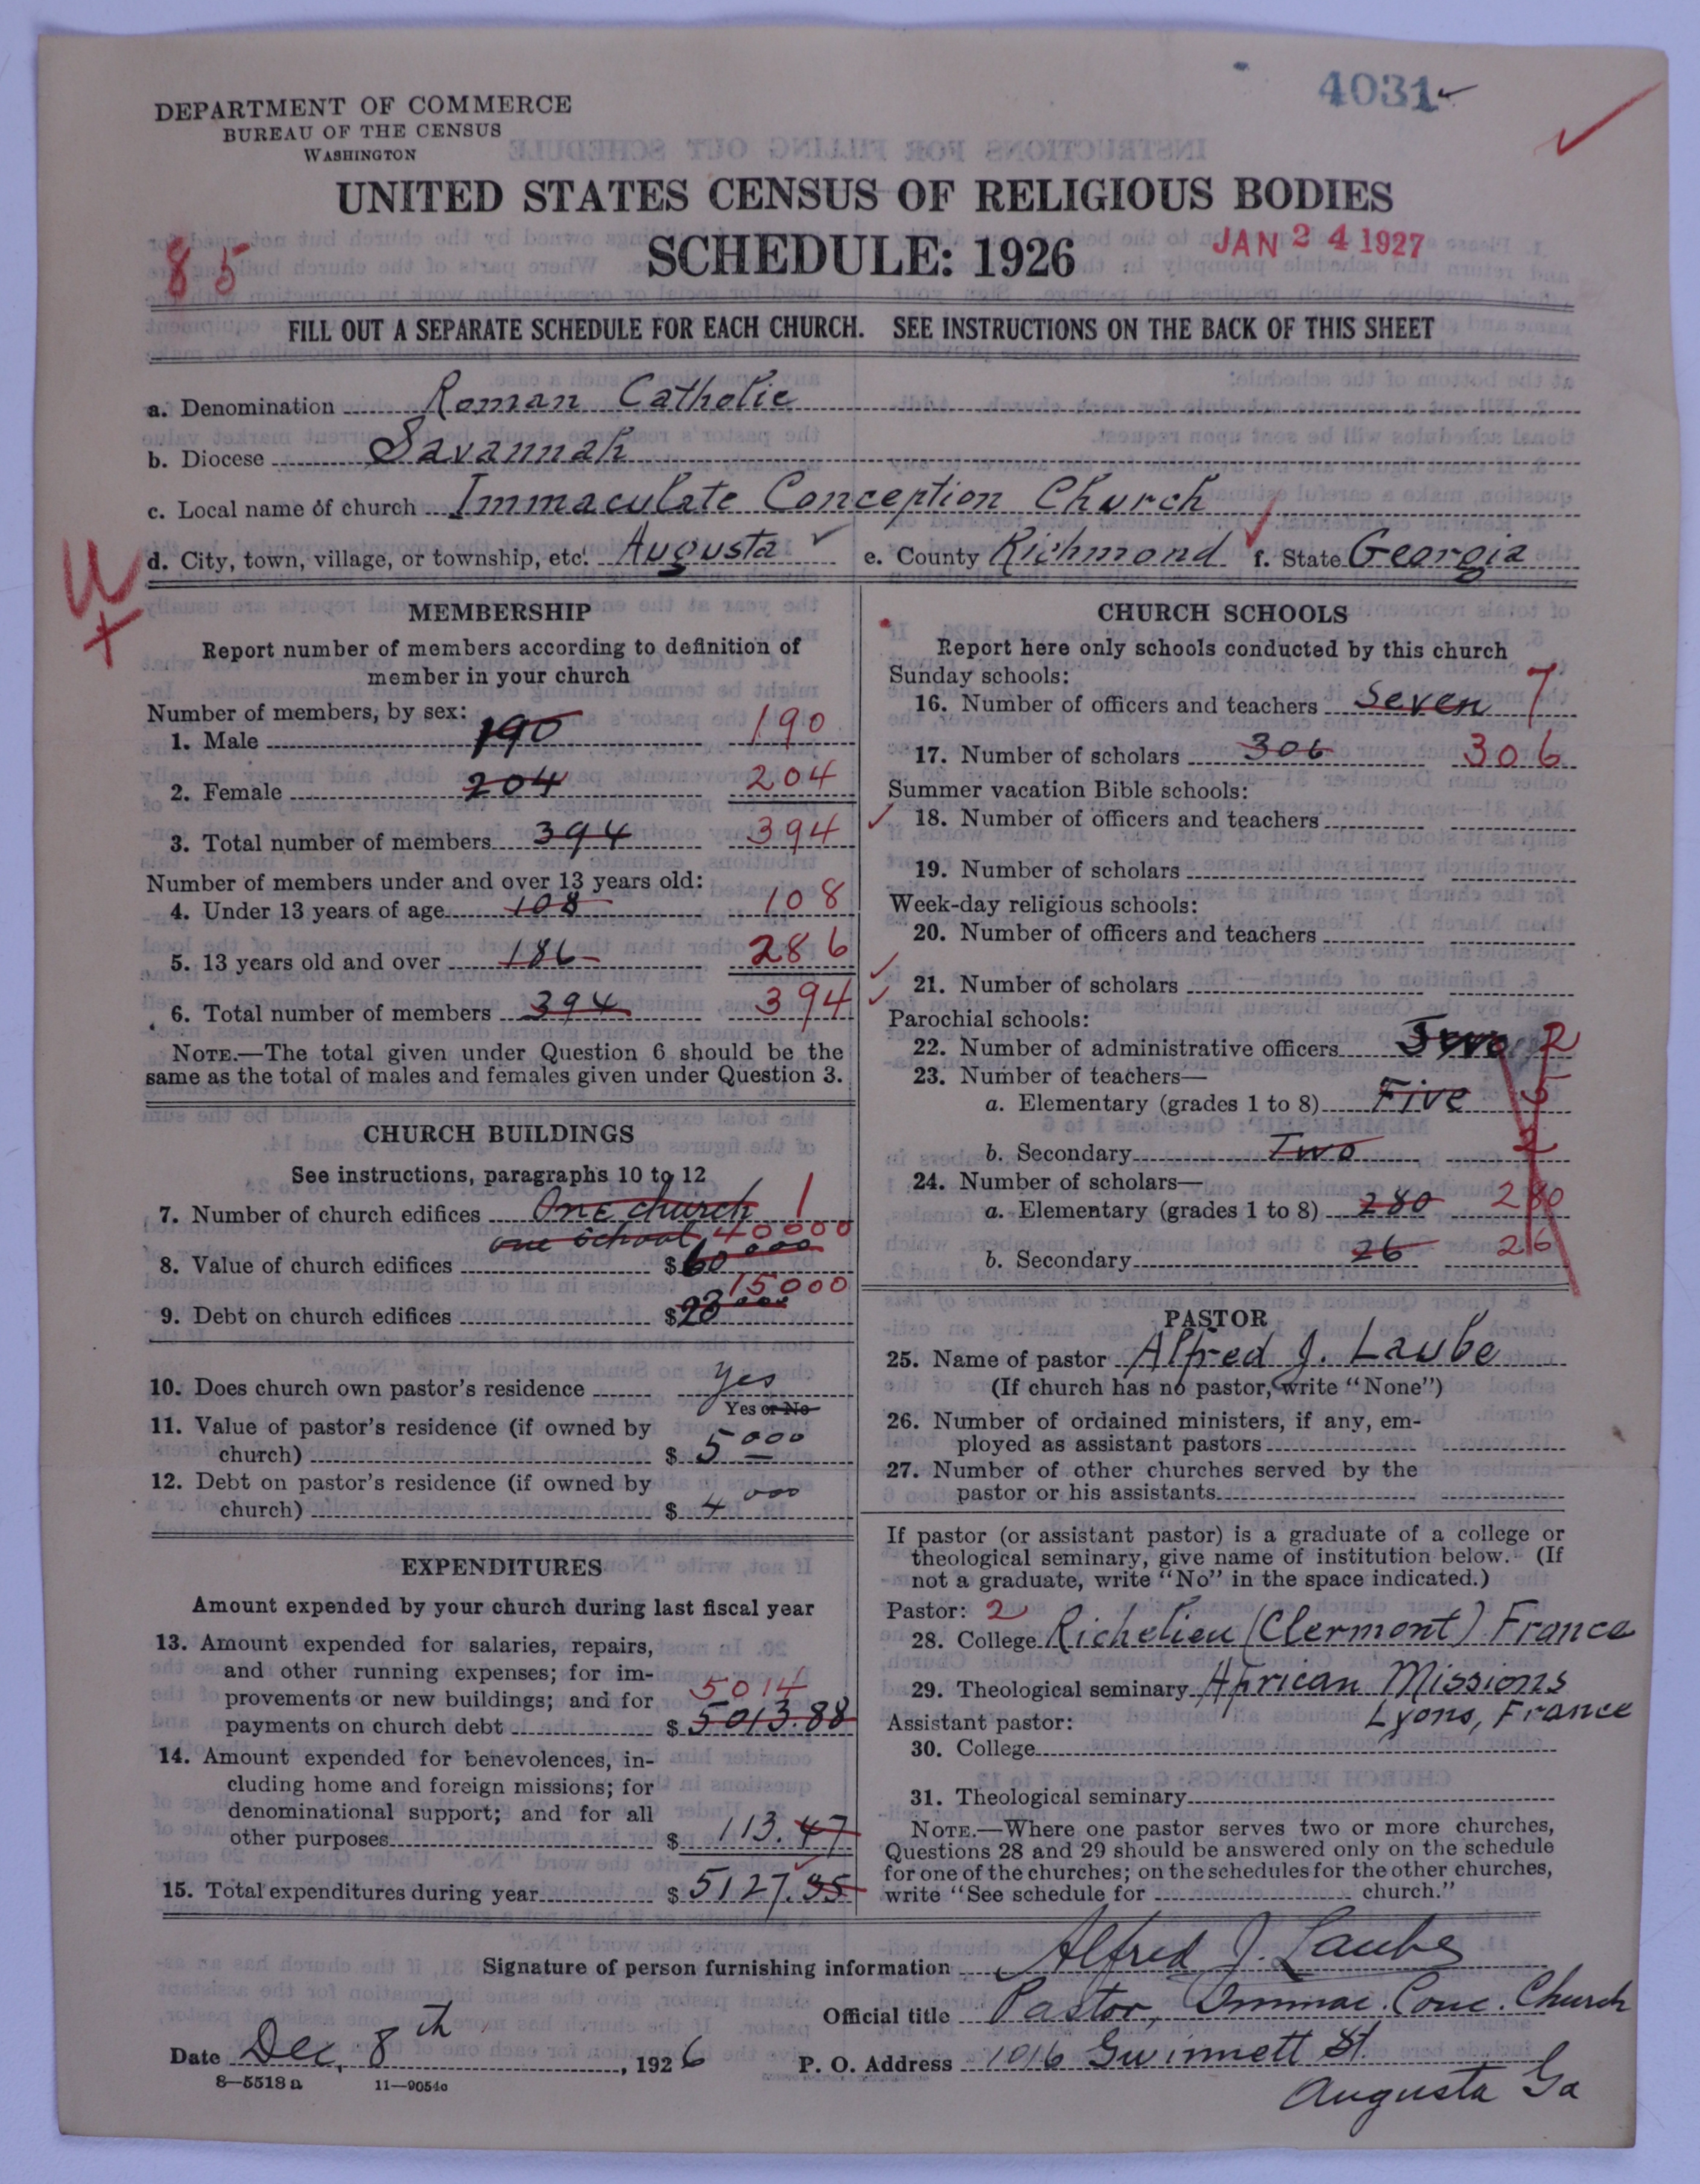 4031
DEPARTMENT OF COMMERCE
BUREAU OF THE CENSUS
WASHINGTON
UNITED STATES CENSUS OF RELIGIOUS BODIES
SCHEDULE: 1926
JAN 24 1927
85
FILL OUT A SEPARATE SCHEDULE FOR EACH CHURCH. SEE INSTRUCTIONS ON THE BACK OF THIS SHEET
a. Denomination Roman Catholic
b. Diocese Savannah
c. Local name of church Immaculate Conception Church
d. City, town, village, or township, etc. Augusta e. County Richmond f. State Georgia
MEMBERSHIP
Report number of members according to definition of
member in your church
Number of members, by sex:
1. Male 190 190
2. Female 204 204
3. Total number of members 394 394
Number of members under and over 13 years old:
4. Under 13 years of age 108 108
5. 13 years old and over 186 286
6. Total number of members 394 394
NOTE.—The total given under Question 6 should be the
same as the total of males and females given under Question 3.
CHURCH BUILDINGS
See instructions, paragraphs 10 to 12
7. Number of church edifices One church 1
one school 40000
8. Value of church edifices $60000
15000
9. Debt on church edifices $23000
10. Does church own pastor's residence yes
Yes or No
11. Value of pastor's residence (if owned by
church) $ 5000
12. Debt on pastor's residence (if owned by
church) $ 4000
EXPENDITURES
Amount expended by your church during last fiscal year
13. Amount expended for salaries, repairs,
and other running expenses; for im-
provements or new buildings; and for 5014
payments on church debt $ 5013.88
14. Amount expended for benevolences, in-
cluding home and foreign missions; for
denominational support; and for all
other purposes $ 113.47
15. Total expenditures during year $ 5127.35
CHURCH SCHOOLS
Report here only schools conducted by this church
Sunday schools:
16. Number of officers and teachers Seven 7
17. Number of scholars 306 306
Summer vacation Bible schools:
18. Number of officers and teachers
19. Number of scholars
Week-day religious schools:
20. Number of officers and teachers
21. Number of scholars
Parochial schools:
22. Number of administrative officers Two 2
23. Number of teachers—
a. Elementary (grades 1 to 8) Five 5
b. Secondary Two 2
24. Number of scholars—
a. Elementary (grades 1 to 8) 280 280
b. Secondary 26 26
PASTOR
25. Name of pastor Alfred J. Laube
(If church has no pastor, write "None")
26. Number of ordained ministers, if any, em-
ployed as assistant pastors
27. Number of other churches served by the
pastor or his assistants
If pastor (or assistant pastor) is a graduate of a college or
theological seminary, give name of institution below. (If
not a graduate, write "No" in the space indicated.)
Pastor: 2
28. College Richelieu (Clermont) France
29. Theological seminary African Missions
Assistant pastor: Lyons, France
30. College
31. Theological seminary
NOTE.—Where one pastor serves two or more churches,
Questions 28 and 29 should be answered only on the schedule
for one of the churches; on the schedules for the other churches,
write "See schedule for church."
Signature of person furnishing information Alfred J. Laube
Official title Pastor, Immac. Conc. Church
Date Dec, 8th, 1926 P. O. Address 1016 Gwinnett St.
8—5518 a 11—9054c Augusta Ga